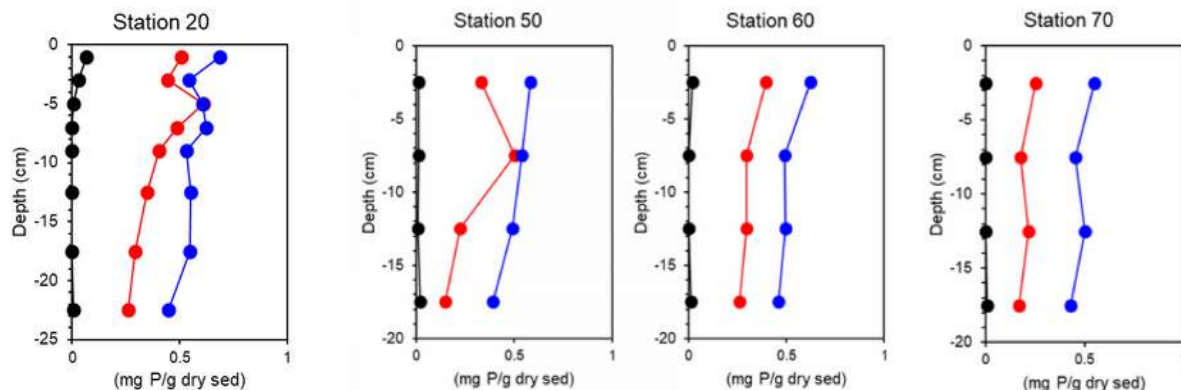 Station 20
0
-5
-10
-15
-20
-25
Depth (cm)
0 0.5 1
(mg P/g dry sed)
Station 50
0
-5
-10
-15
-20
Depth (cm)
0 0.5 1
(mg P/g dry sed)
Station 60
0
-5
-10
-15
-20
Depth (cm)
0 0.5 1
(mg P/g dry sed)
Station 70
0
-5
-10
-15
-20
Depth (cm)
0 0.5 1
(mg P/g dry sed)